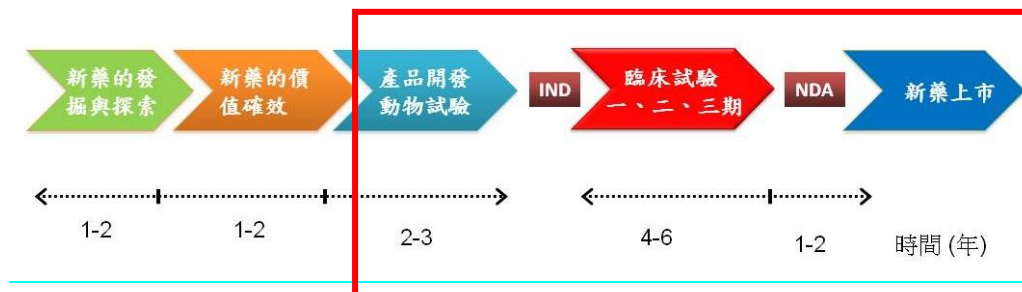 新藥的發
掘與探索
新藥的價
值確效
產品開發
動物試驗
IND
臨床試驗
一、二、三期
NDA
新藥上市
1-2
1-2
2-3
4-6
1-2
時間 (年)